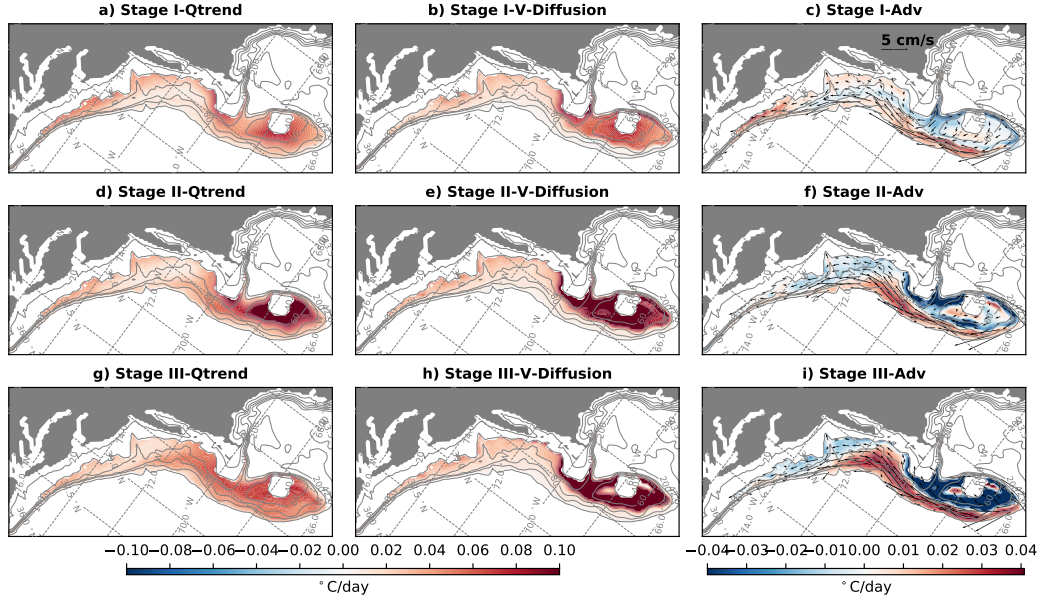 a) Stage I-Qtrend
b) Stage I-V-Diffusion
c) Stage I-Adv
5 cm/s
d) Stage II-Qtrend
e) Stage II-V-Diffusion
f) Stage II-Adv
g) Stage III-Qtrend
h) Stage III-V-Diffusion
i) Stage III-Adv
−0.10 −0.08 −0.06 −0.04 −0.02 0.00 0.02 0.04 0.06 0.08 0.10
−0.04 −0.03 −0.02 −0.01 0.00 0.01 0.02 0.03 0.04
°C/day
°C/day